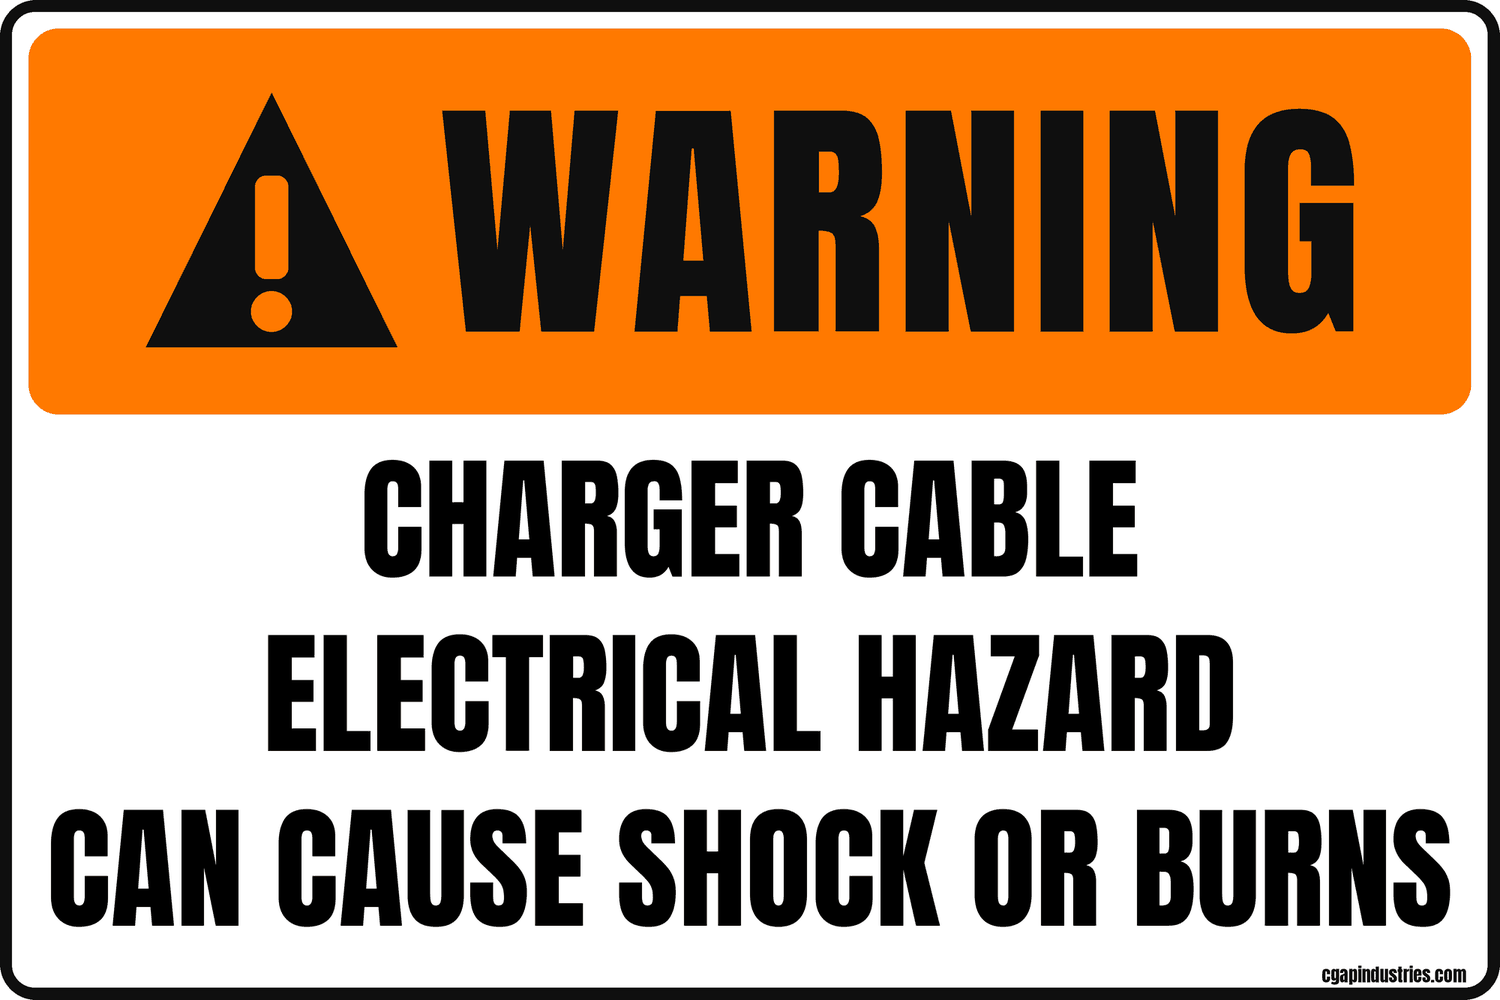 WARNING
CHARGER CABLE
ELECTRICAL HAZARD
CAN CAUSE SHOCK OR BURNS
cgapindustries.com